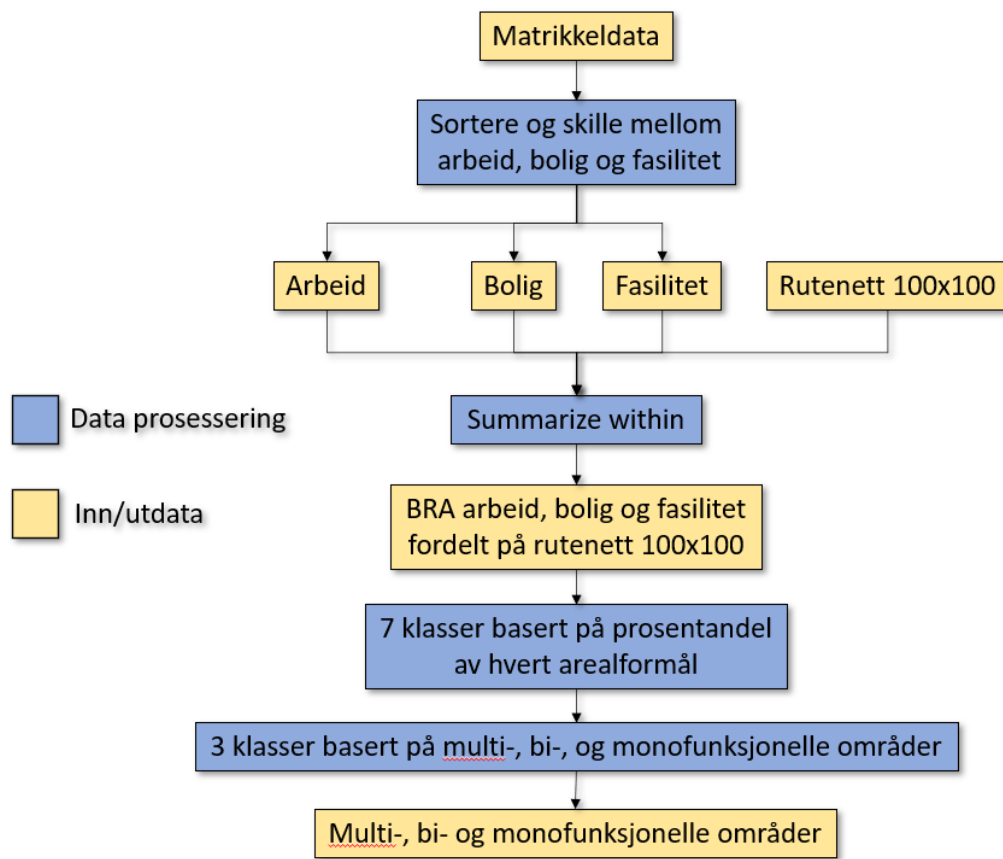 Matrikkeldata
Sortere og skille mellom
arbeid, bolig og fasilitet
Arbeid
Bolig
Fasilitet
Rutenett 100x100
Data prosessering
Summarize within
Inn/utdata
BRA arbeid, bolig og fasilitet
fordelt på rutenett 100x100
7 klasser basert på prosentandel
av hvert arealformål
3 klasser basert på multi-, bi-, og monofunksjonelle områder
Multi-, bi- og monofunksjonelle områder